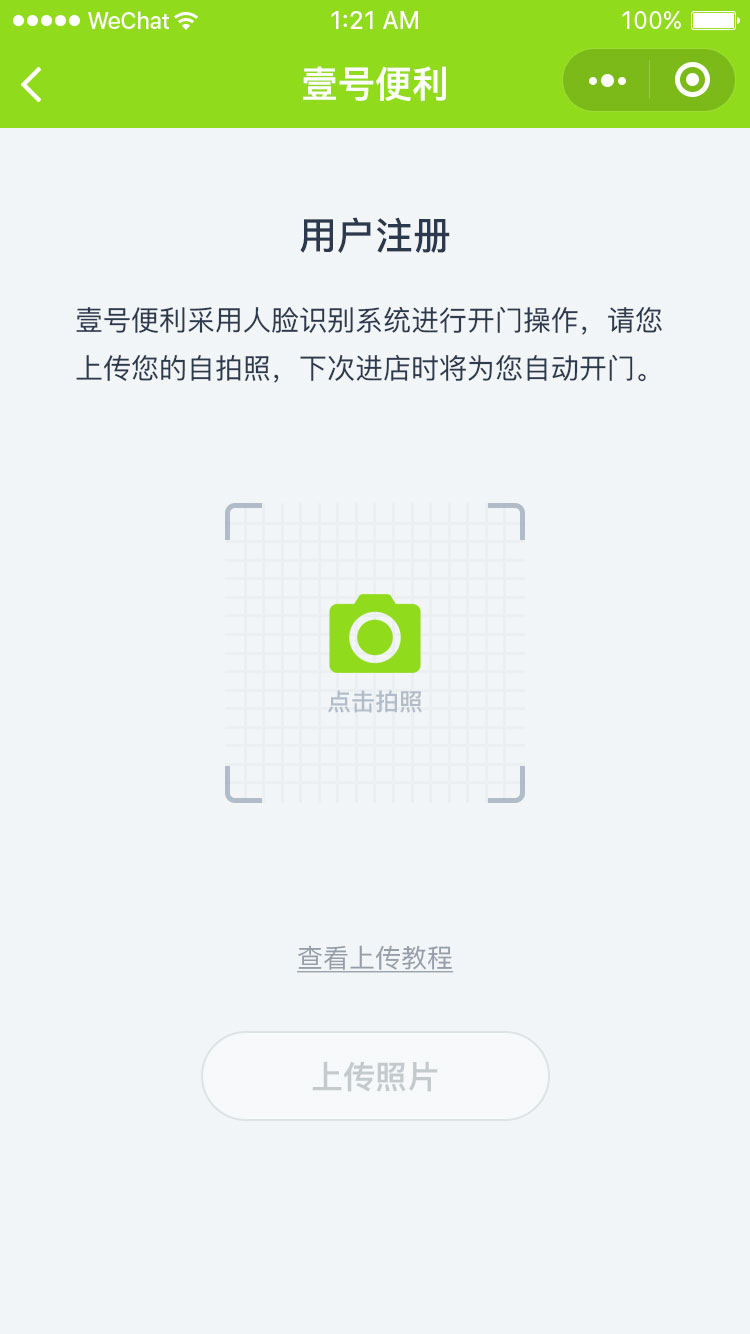 WeChat 1:21 AM 100%
壹号便利
用户注册
壹号便利采用人脸识别系统进行开门操作，请您
上传您的自拍照，下次进店时将为您自动开门。
点击拍照
查看上传教程
上传照片